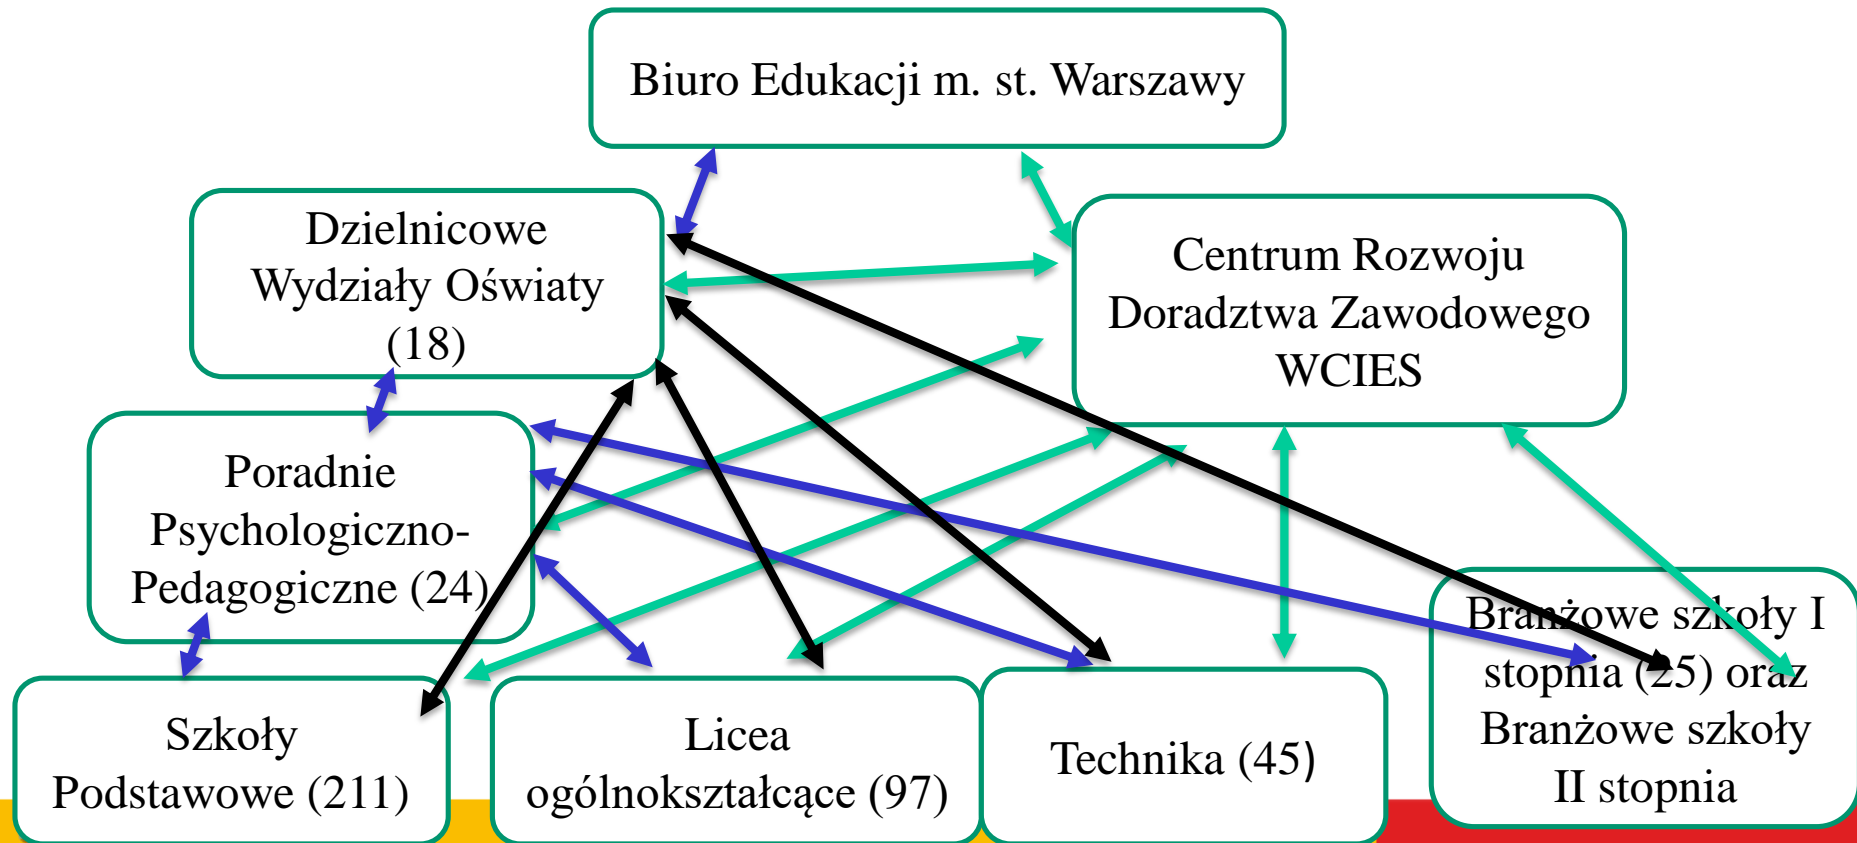 Biuro Edukacji m. st. Warszawy
Dzielnicowe
Wydziały Oświaty
(18)
Centrum Rozwoju
Doradztwa Zawodowego
WCIES
Poradnie
Psychologiczno-
Pedagogiczne (24)
Szkoły
Podstawowe (211)
Licea
ogólnokształcące (97)
Technika (45)
Branżowe szkoły I
stopnia (25) oraz
Branżowe szkoły
II stopnia